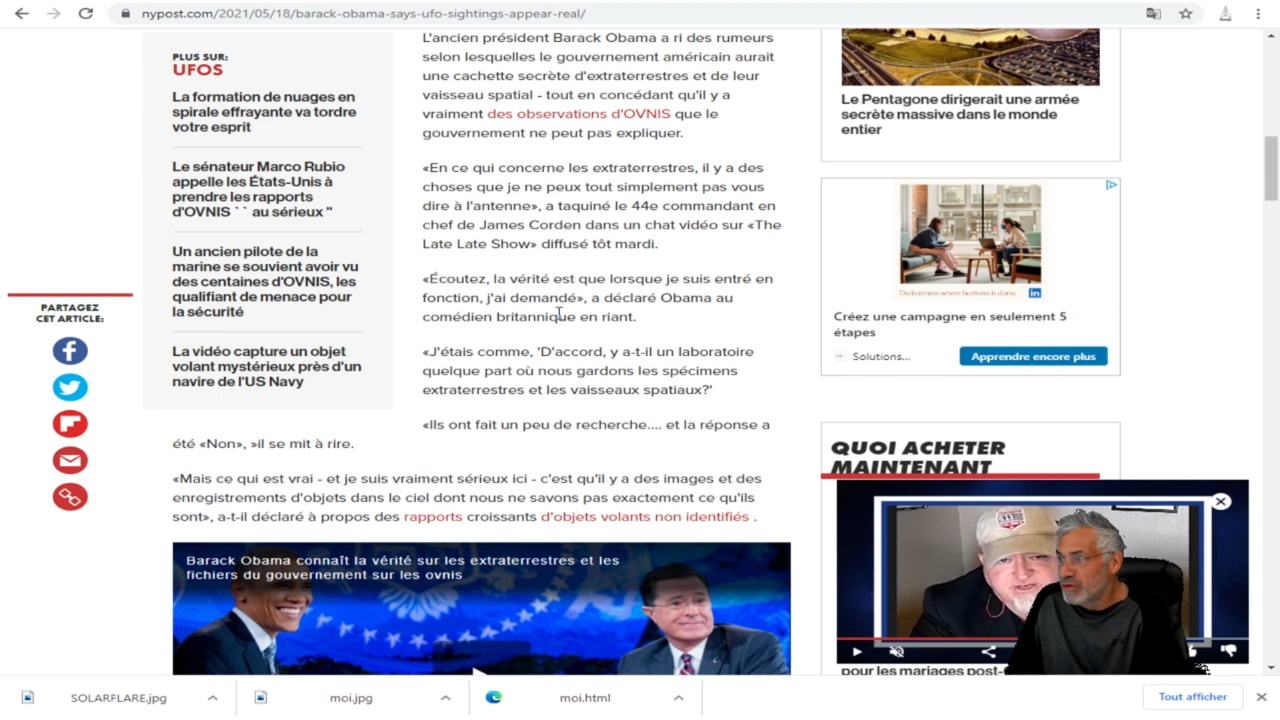 nypost.com/2021/05/18/barack-obama-says-ufo-sightings-appear-real/
PLUS SUR:
UFOS
La formation de nuages en
spirale effrayante va tordre
votre esprit
Le sénateur Marco Rubio
appelle les États-Unis à
prendre les rapports
d'OVNIS ` ` au sérieux "
Un ancien pilote de la
marine se souvient avoir vu
des centaines d'OVNIS, les
qualifiant de menace pour
la sécurité
La vidéo capture un objet
volant mystérieux près d'un
navire de l'US Navy
PARTAGEZ
CET ARTICLE:
L'ancien président Barack Obama a ri des rumeurs
selon lesquelles le gouvernement américain aurait
une cachette secrète d'extraterrestres et de leur
vaisseau spatial - tout en concédant qu'il y a
vraiment des observations d'OVNIS que le
gouvernement ne peut pas expliquer.
«En ce qui concerne les extraterrestres, il y a des
choses que je ne peux tout simplement pas vous
dire à l'antenne», a taquiné le 44e commandant en
chef de James Corden dans un chat vidéo sur «The
Late Late Show» diffusé tôt mardi.
«Écoutez, la vérité est que lorsque je suis entré en
fonction, j'ai demandé», a déclaré Obama au
comédien britannique en riant.
«J'étais comme, 'D'accord, y a-t-il un laboratoire
quelque part où nous gardons les spécimens
extraterrestres et les vaisseaux spatiaux?'
«Ils ont fait un peu de recherche.... et la réponse a
été «Non», »il se mit à rire.
«Mais ce qui est vrai - et je suis vraiment sérieux ici - c'est qu'il y a des images et des
enregistrements d'objets dans le ciel dont nous ne savons pas exactement ce qu'ils
sont», a-t-il déclaré à propos des rapports croissants d'objets volants non identifiés .
Barack Obama connaît la vérité sur les extraterrestres et les
fichiers du gouvernement sur les ovnis
Le Pentagone dirigerait une armée
secrète massive dans le monde
entier
Do business where business is done.
in
Créez une campagne en seulement 5
étapes
Solutions...
Apprendre encore plus
QUOI ACHETER
MAINTENANT
pour les mariages post-
SOLARFLARE.jpg
moi.jpg
moi.html
Tout afficher